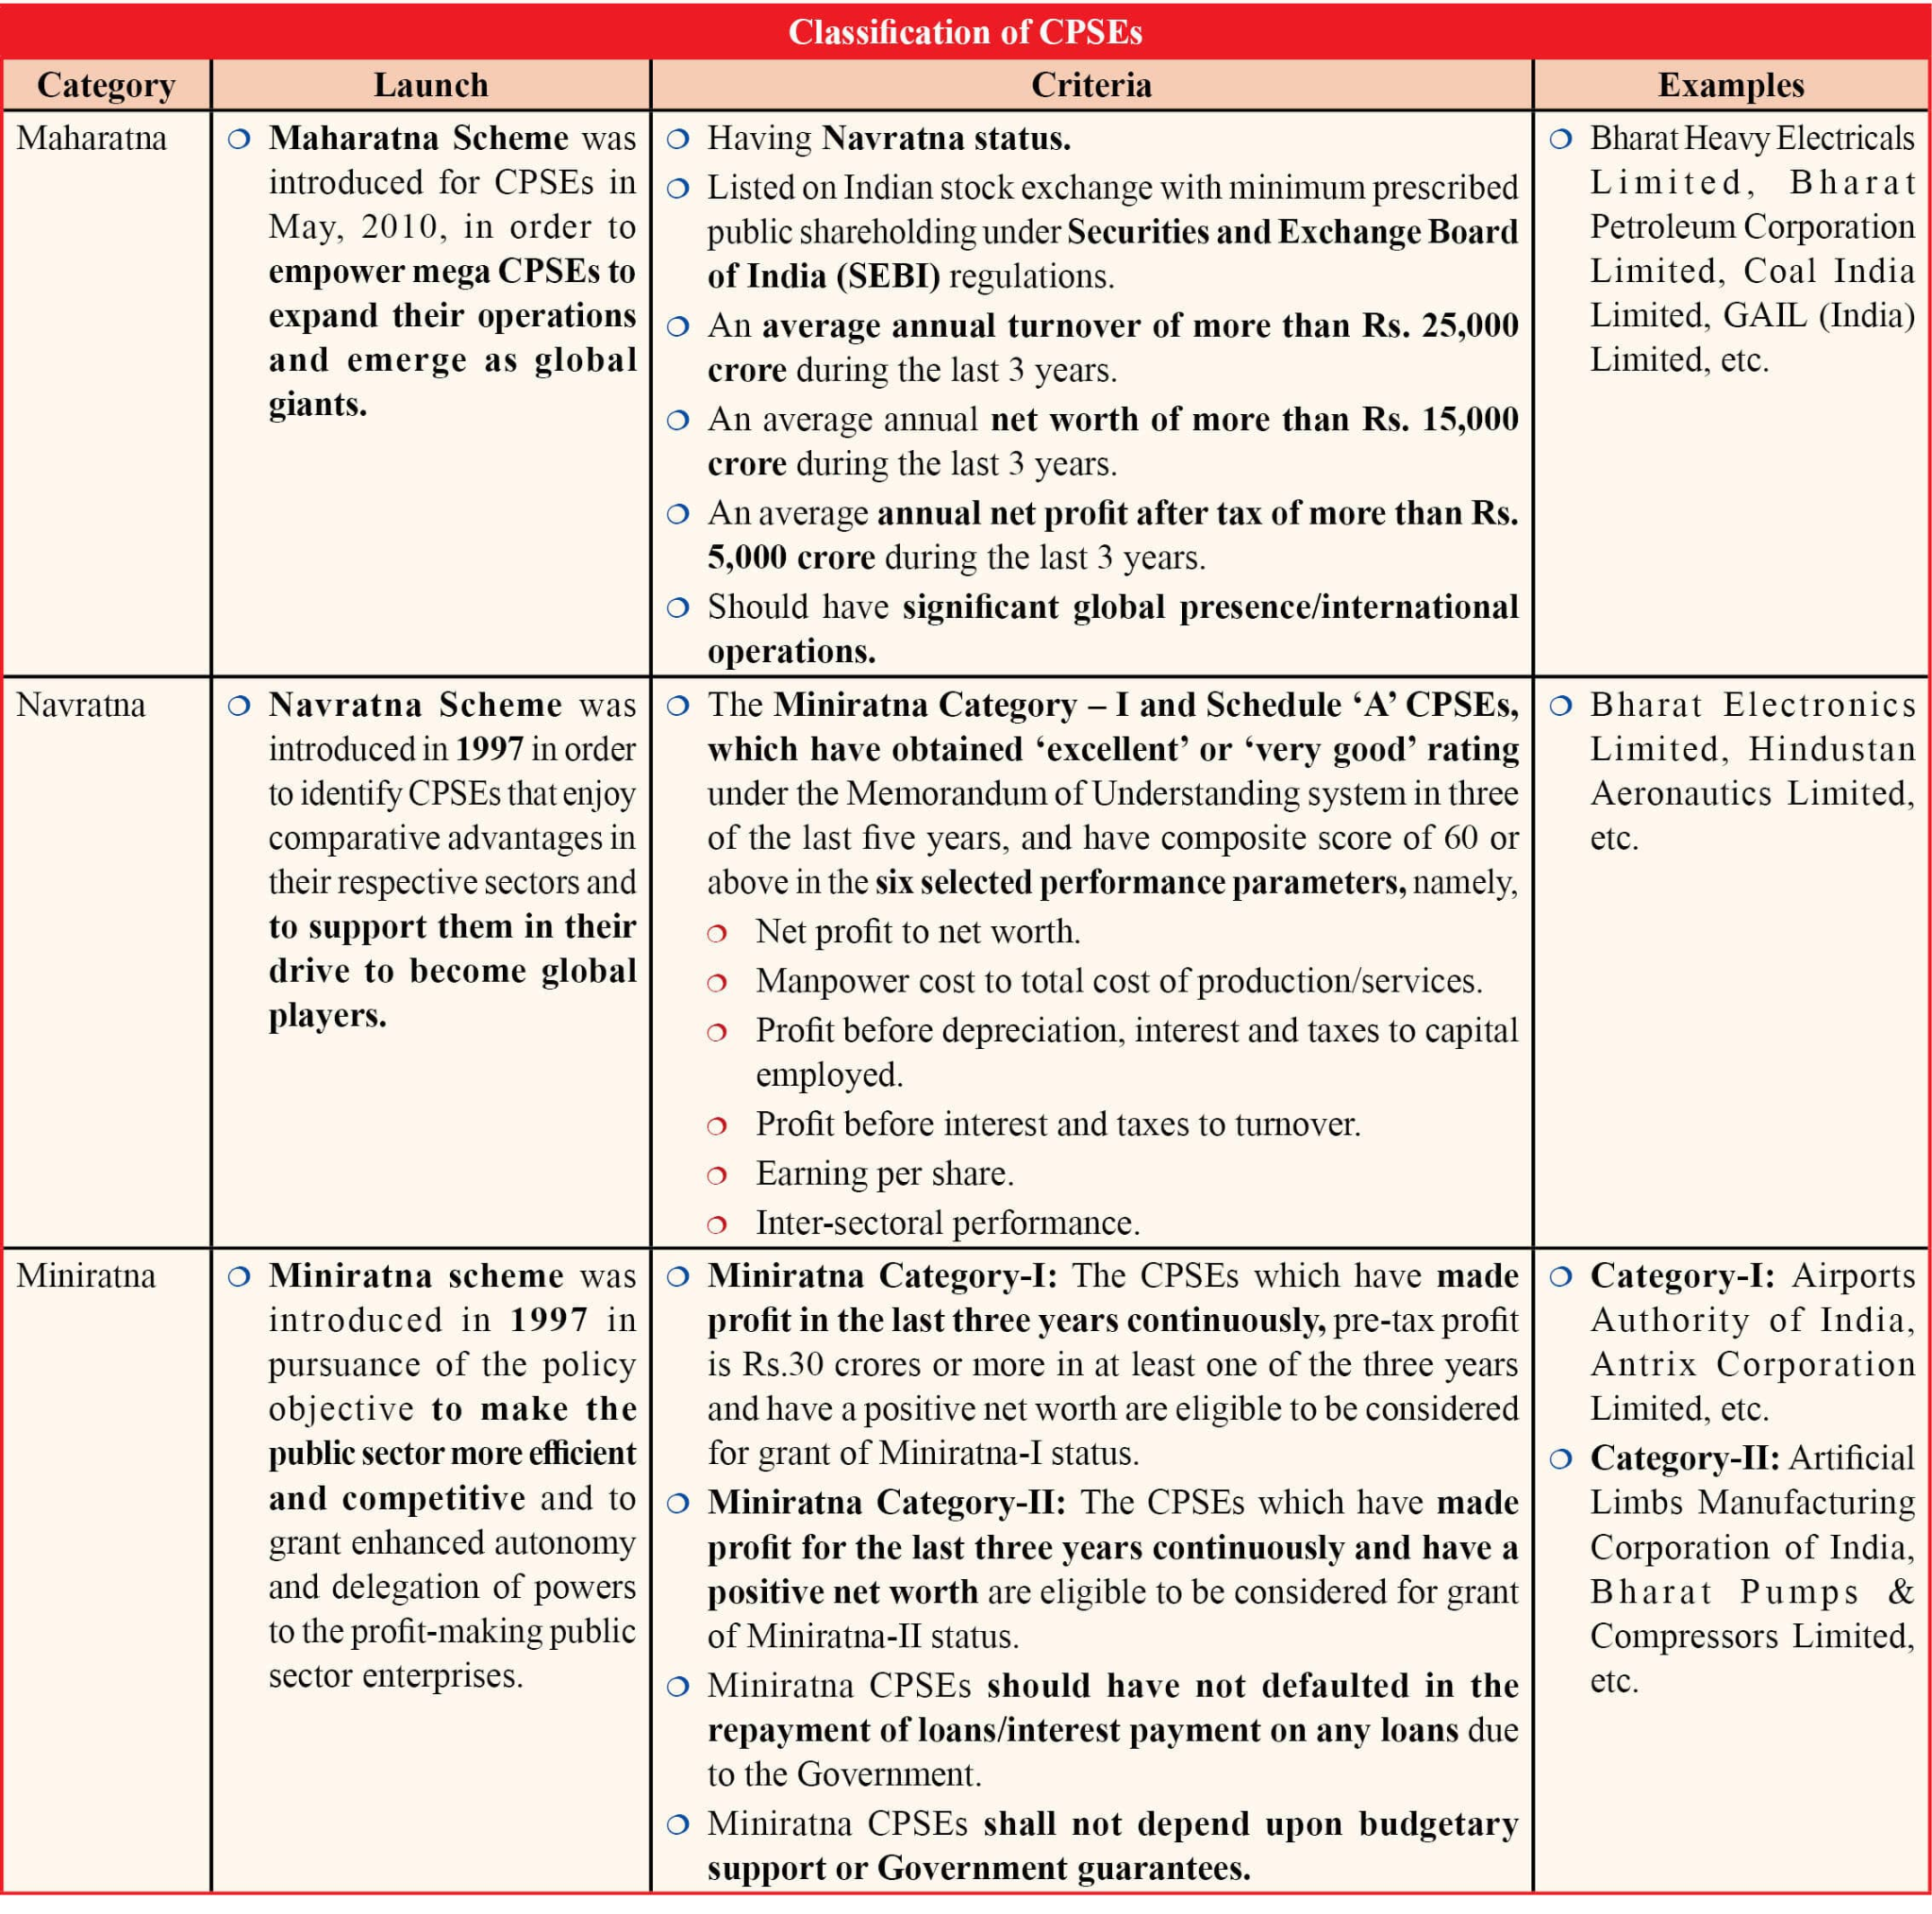 Classification of CPSEs
Category
Launch
Criteria
Examples
Maharatna
Maharatna Scheme was
introduced for CPSEs in
May, 2010, in order to
empower mega CPSEs to
expand their operations
and emerge as global
giants.
Having Navratna status.
Listed on Indian stock exchange with minimum prescribed
public shareholding under Securities and Exchange Board
of India (SEBI) regulations.
An average annual turnover of more than Rs. 25,000
crore during the last 3 years.
An average annual net worth of more than Rs. 15,000
crore during the last 3 years.
An average annual net profit after tax of more than Rs.
5,000 crore during the last 3 years.
Should have significant global presence/international
operations.
Bharat Heavy Electricals
Limited, Bharat
Petroleum Corporation
Limited, Coal India
Limited, GAIL (India)
Limited, etc.
Navratna
Navratna Scheme was
introduced in 1997 in order
to identify CPSEs that enjoy
comparative advantages in
their respective sectors and
to support them in their
drive to become global
players.
The Miniratna Category – I and Schedule ‘A’ CPSEs,
which have obtained ‘excellent’ or ‘very good’ rating
under the Memorandum of Understanding system in three
of the last five years, and have composite score of 60 or
above in the six selected performance parameters, namely,
Net profit to net worth.
Manpower cost to total cost of production/services.
Profit before depreciation, interest and taxes to capital
employed.
Profit before interest and taxes to turnover.
Earning per share.
Inter-sectoral performance.
Bharat Electronics
Limited, Hindustan
Aeronautics Limited,
etc.
Miniratna
Miniratna scheme was
introduced in 1997 in
pursuance of the policy
objective to make the
public sector more efficient
and competitive and to
grant enhanced autonomy
and delegation of powers
to the profit-making public
sector enterprises.
Miniratna Category-I: The CPSEs which have made
profit in the last three years continuously, pre-tax profit
is Rs.30 crores or more in at least one of the three years
and have a positive net worth are eligible to be considered
for grant of Miniratna-I status.
Miniratna Category-II: The CPSEs which have made
profit for the last three years continuously and have a
positive net worth are eligible to be considered for grant
of Miniratna-II status.
Miniratna CPSEs should have not defaulted in the
repayment of loans/interest payment on any loans due
to the Government.
Miniratna CPSEs shall not depend upon budgetary
support or Government guarantees.
Category-I: Airports
Authority of India,
Antrix Corporation
Limited, etc.
Category-II: Artificial
Limbs Manufacturing
Corporation of India,
Bharat Pumps &
Compressors Limited,
etc.